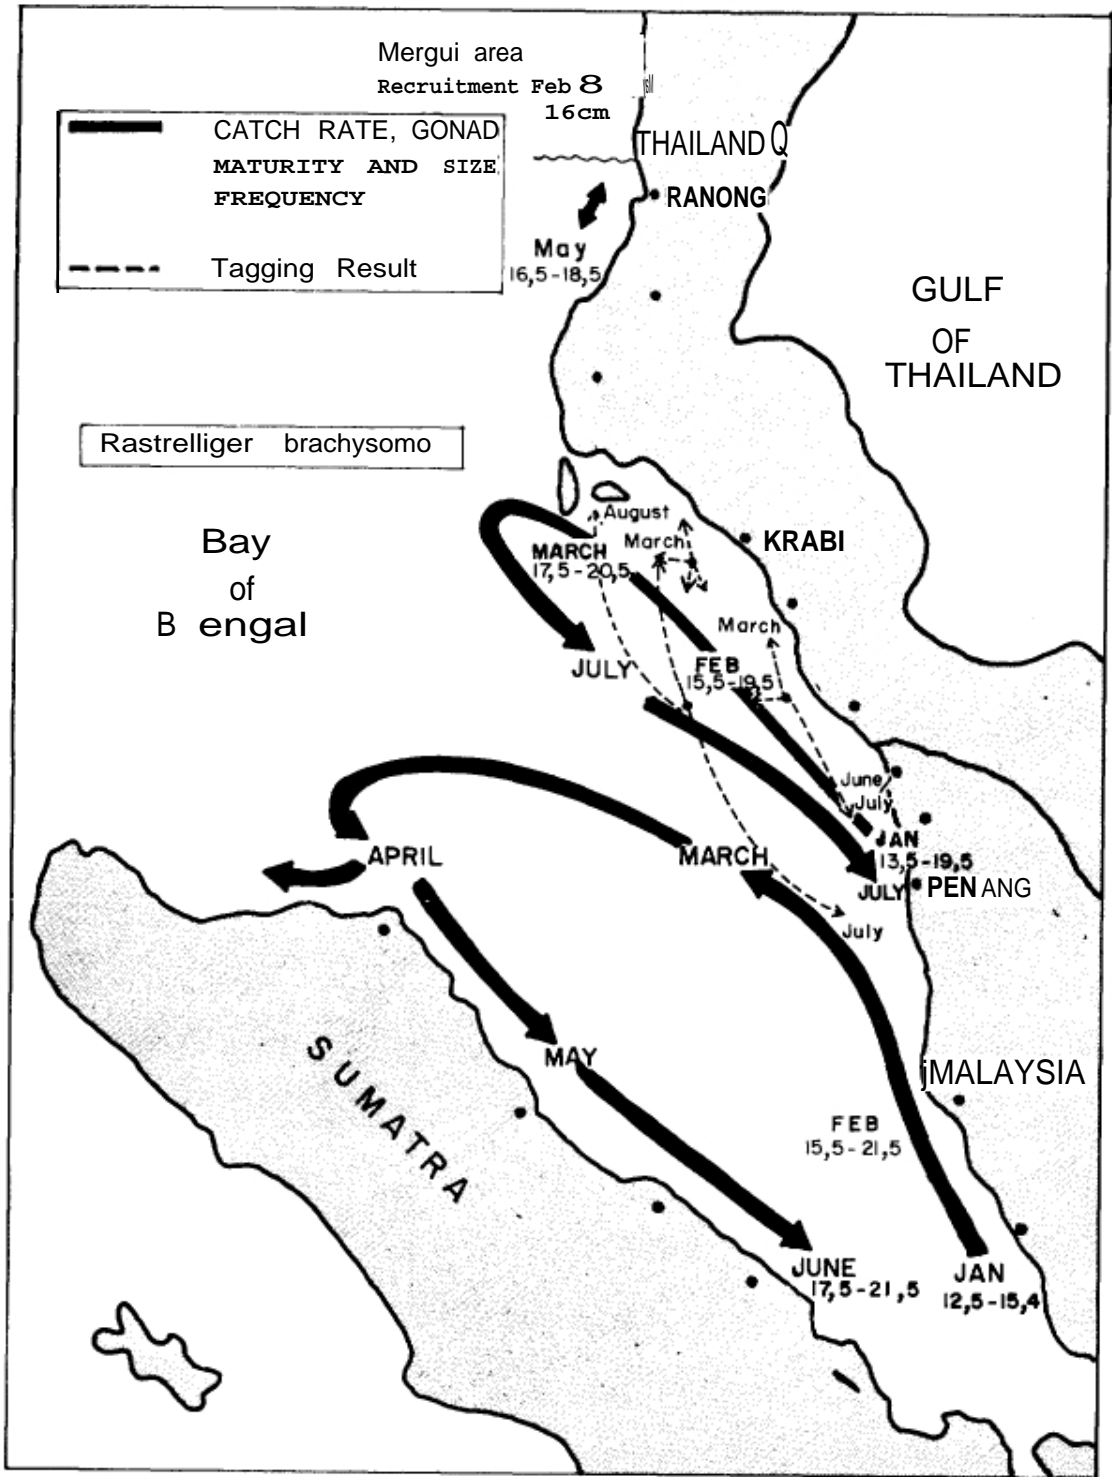 Mergui area
Recruitment Feb 8
16cm
CATCH RATE, GONAD
MATURITY AND SIZE
FREQUENCY
Tagging Result
THAILAND Q
RANONG
May
16,5-18,5
GULF
OF
THAILAND
Rastrelliger brachysomo
Bay
of
B engal
August
March
MARCH
17,5-20,5
KRABI
March
JULY
FEB
15,5-19,5
June
July
JAN
13,5-19,5
APRIL
MARCH
JULY
PEN ANG
July
SUMATRA
MAY
jMALAYSIA
FEB
15,5-21,5
JUNE
17,5-21,5
JAN
12,5-15,4